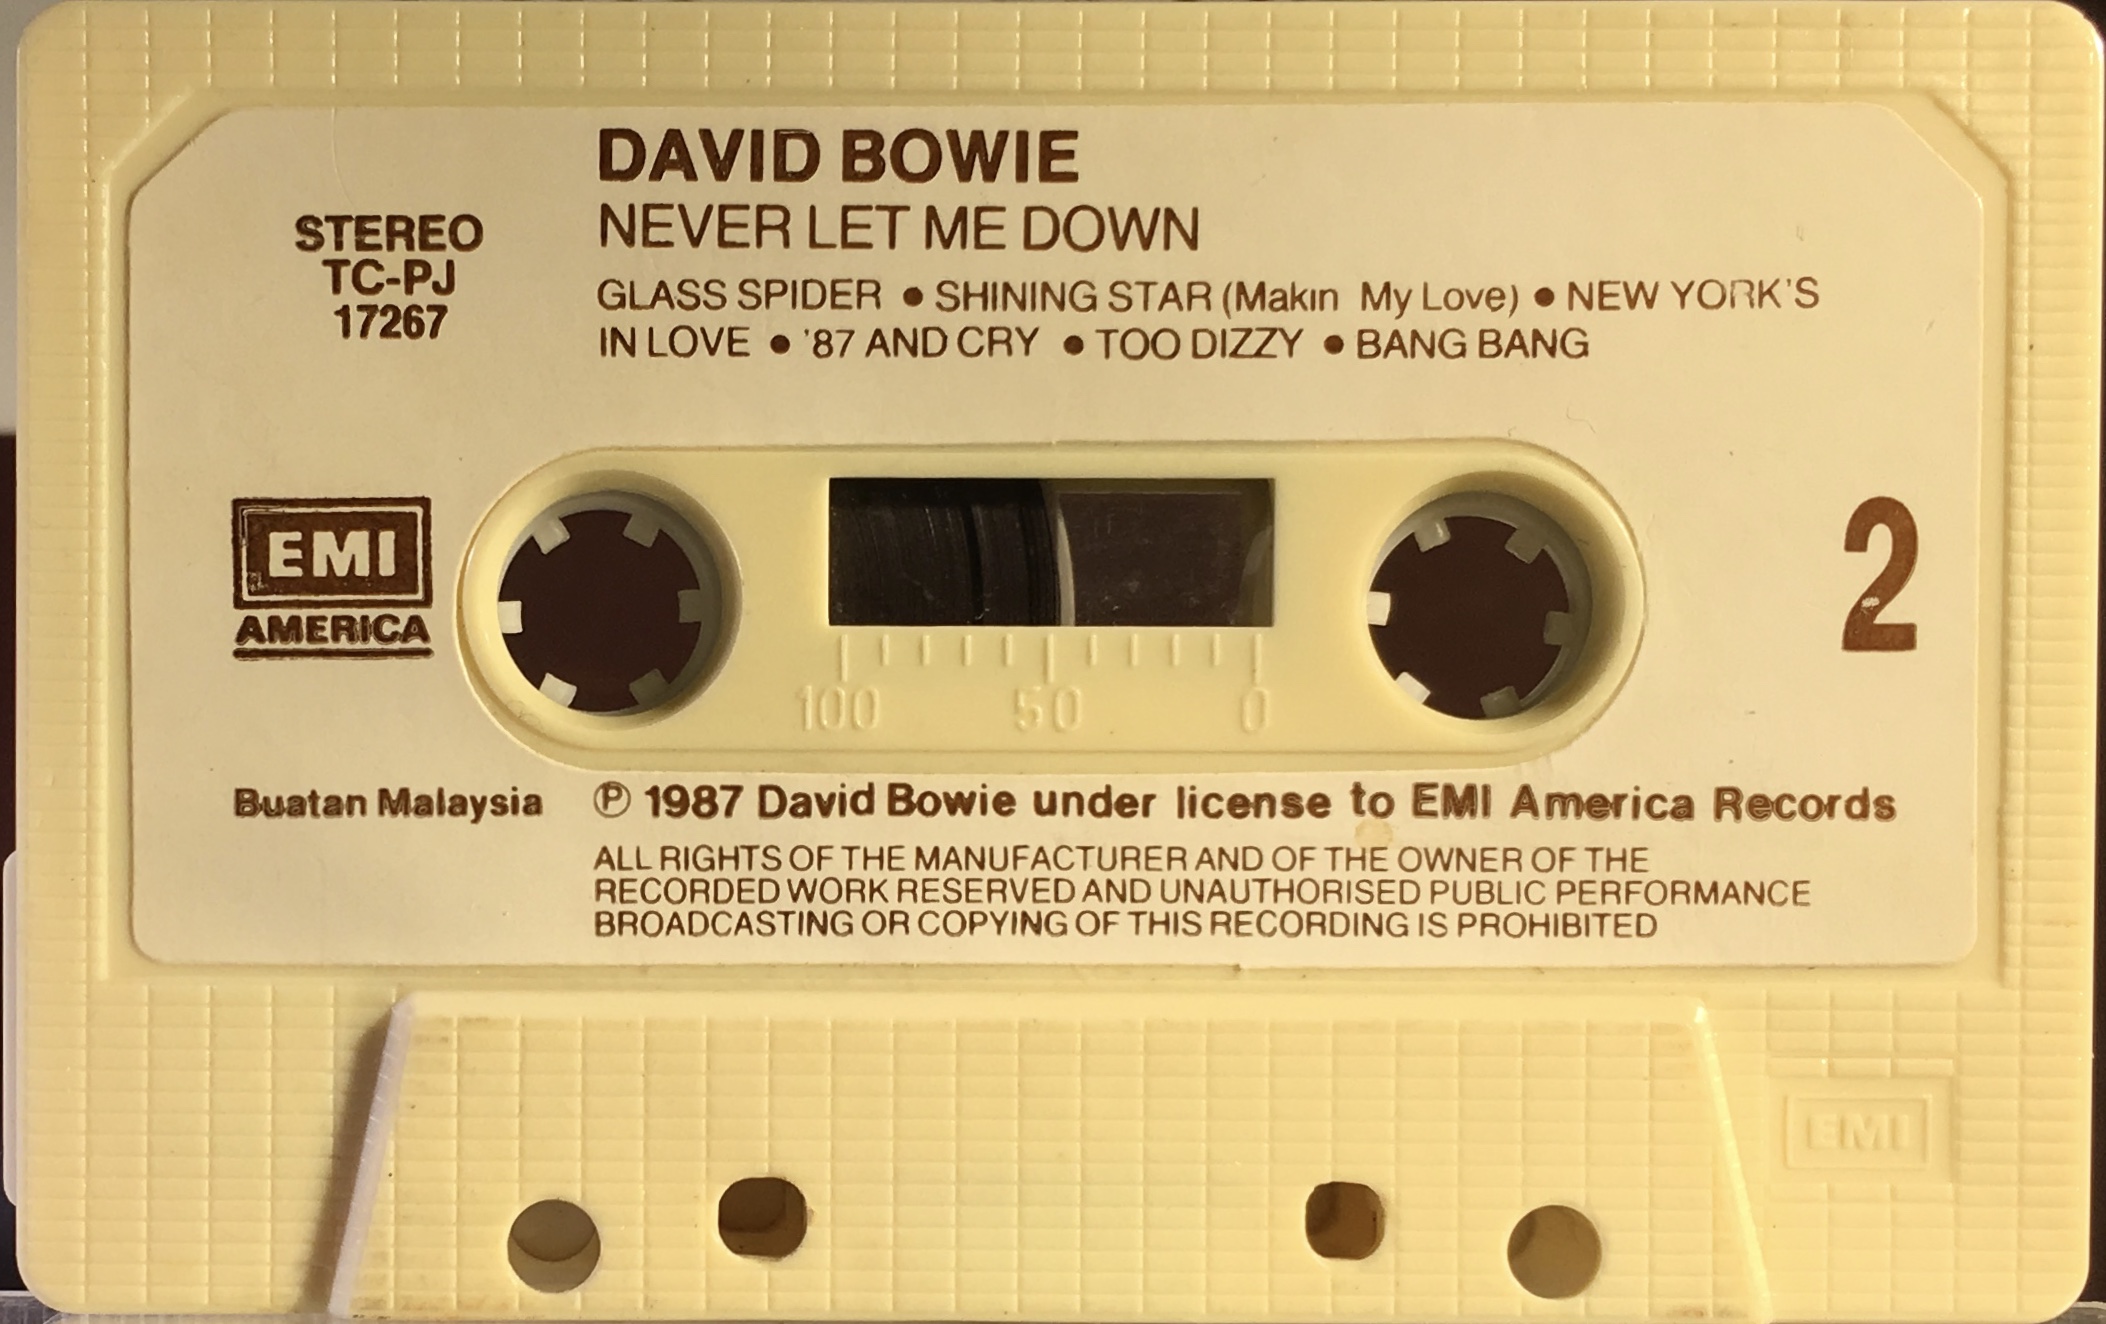 DAVID BOWIE
NEVER LET ME DOWN
STEREO
TC-PJ
17267
GLASS SPIDER • SHINING STAR (Makin My Love) • NEW YORK'S
IN LOVE • '87 AND CRY • TOO DIZZY • BANG BANG
EMI
AMERICA
2
100 50 0
Buatan Malaysia
℗ 1987 David Bowie under license to EMI America Records
ALL RIGHTS OF THE MANUFACTURER AND OF THE OWNER OF THE
RECORDED WORK RESERVED AND UNAUTHORISED PUBLIC PERFORMANCE
BROADCASTING OR COPYING OF THIS RECORDING IS PROHIBITED
EMI